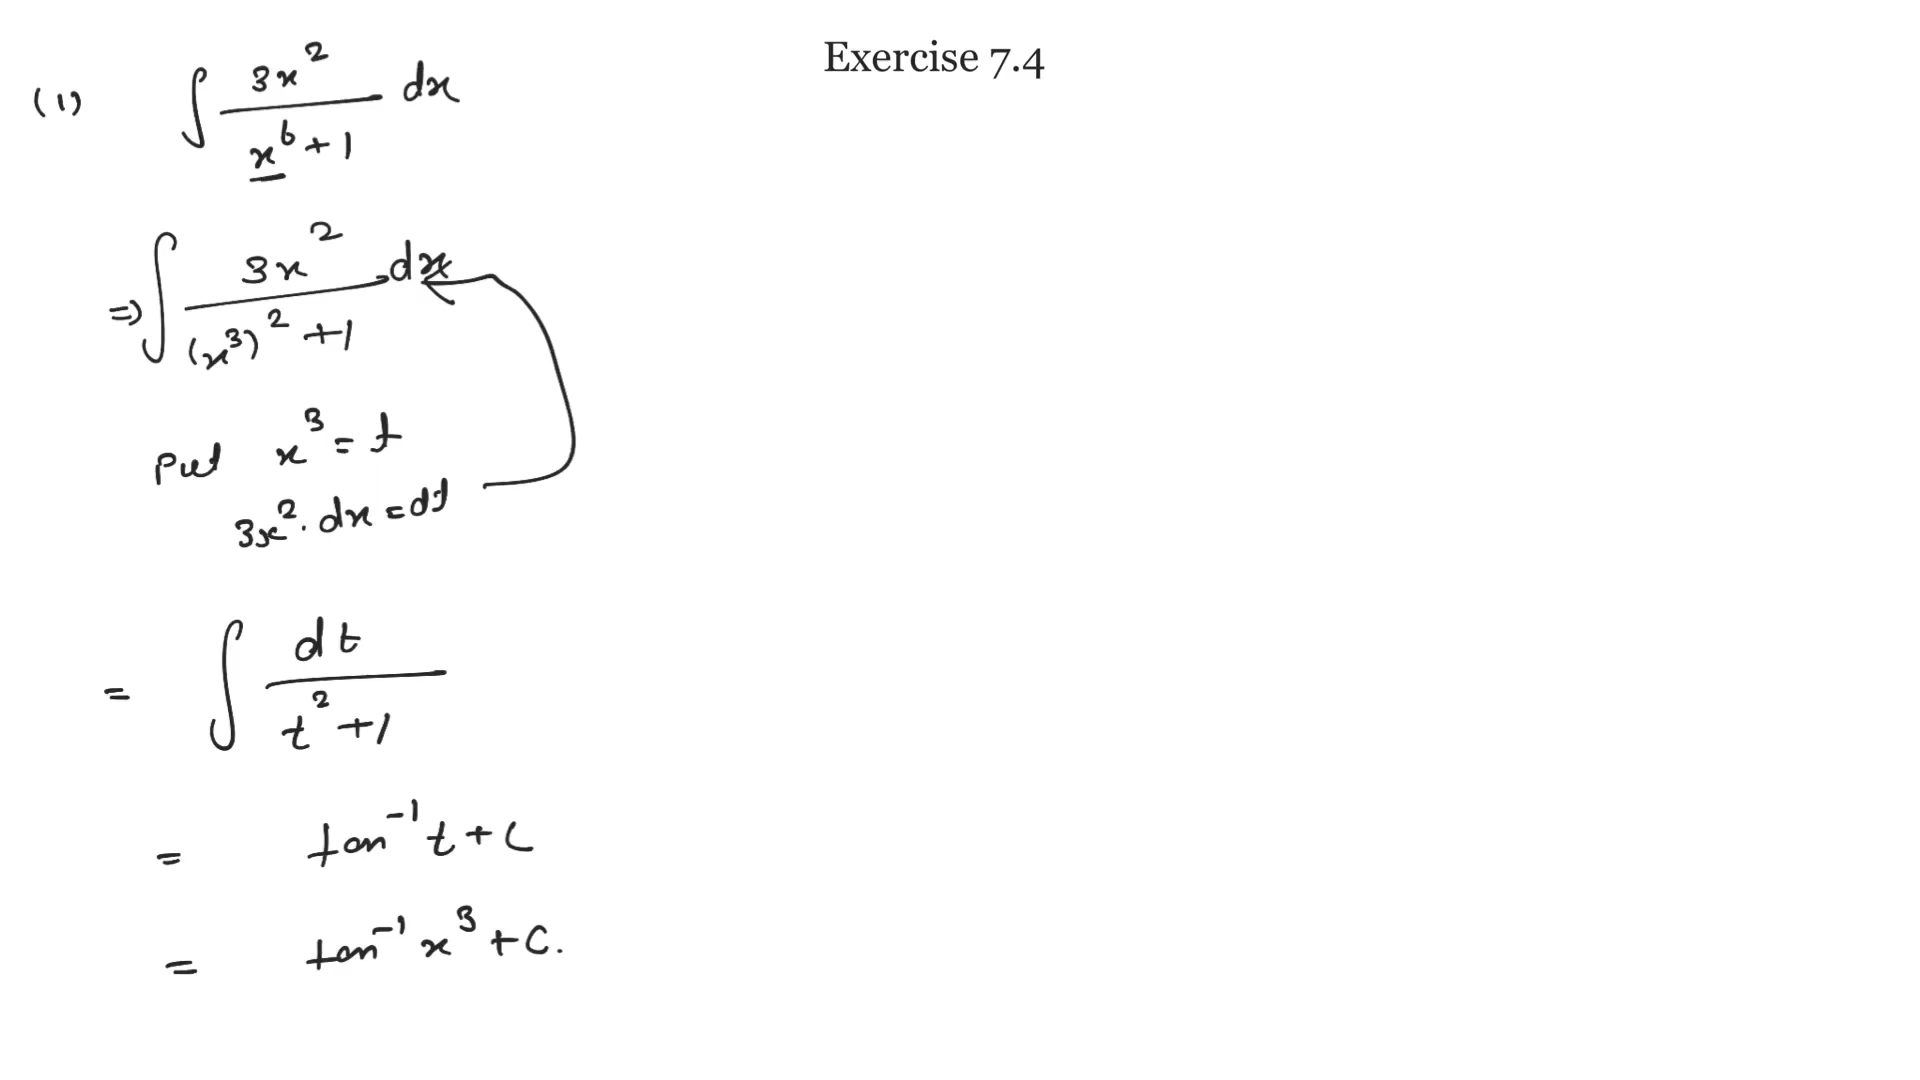 Exercise 7.4
(1) ∫ 3x²/(x⁶+1) dx
⇒ ∫ 3x²/((x³)²+1) dx
Put x³ = t
3x². dx = dt
= ∫ dt/(t²+1)
= tan⁻¹ t + C
= tan⁻¹ x³ + C.